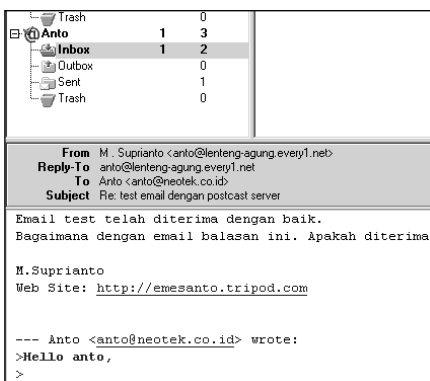 Trash 0
Anto 1 3
Inbox 1 2
Outbox 0
Sent 1
Trash 0
From M . Suprianto <anto@lenteng-agung.every1.net>
Reply-To anto@lenteng-agung.every1.net
To Anto <anto@neotek.co.id>
Subject Re: test email dengan postcast server
Email test telah diterima dengan baik.
Bagaimana dengan email balasan ini. Apakah diterima
M.Suprianto
Web Site: http://emesanto.tripod.com
--- Anto <anto@neotek.co.id> wrote:
>Hello anto,
>